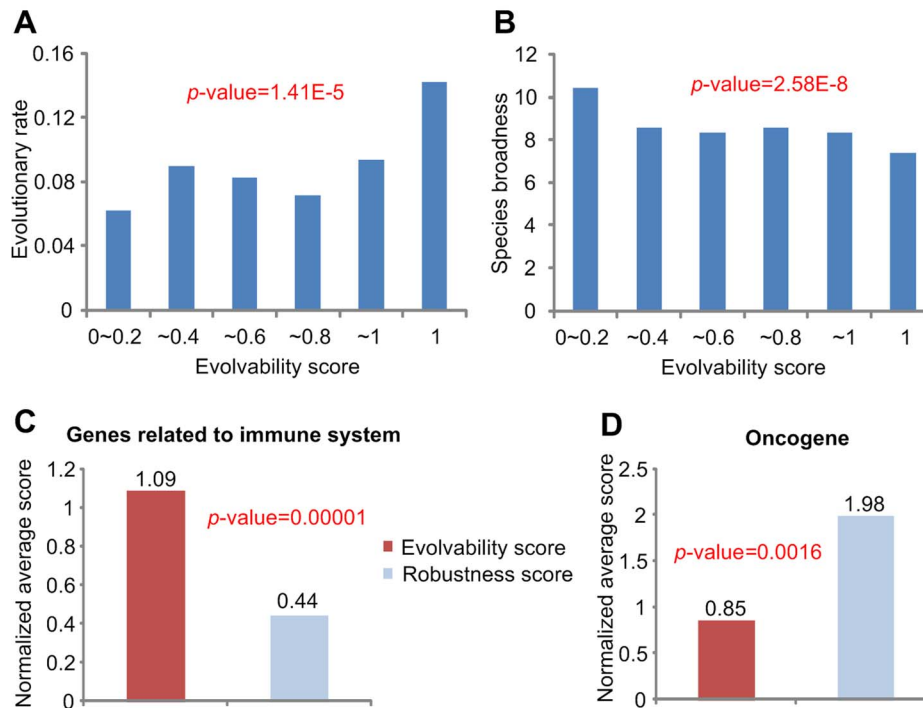 A
Evolutionary rate
0.16
0.12
0.08
0.04
0
p-value=1.41E-5
0~0.2 ~0.4 ~0.6 ~0.8 ~1 1
Evolvability score
B
Species broadness
12
10
8
6
4
2
0
p-value=2.58E-8
0~0.2 ~0.4 ~0.6 ~0.8 ~1 1
Evolvability score
C
Genes related to immune system
Normalized average score
1.2
1
0.8
0.6
0.4
0.2
0
1.09
p-value=0.00001
0.44
Evolvability score
Robustness score
D
Oncogene
Normalized average score
2.5
2
1.5
1
0.5
0
p-value=0.0016
0.85
1.98